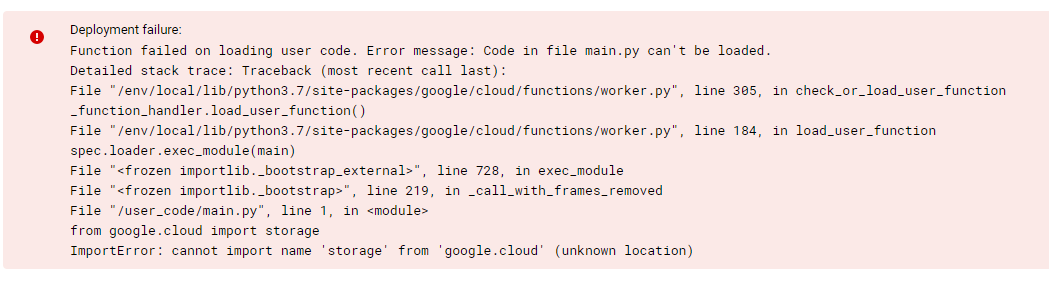 Deployment failure:
Function failed on loading user code. Error message: Code in file main.py can't be loaded.
Detailed stack trace: Traceback (most recent call last):
File "/env/local/lib/python3.7/site-packages/google/cloud/functions/worker.py", line 305, in check_or_load_user_function
_function_handler.load_user_function()
File "/env/local/lib/python3.7/site-packages/google/cloud/functions/worker.py", line 184, in load_user_function
spec.loader.exec_module(main)
File "<frozen importlib._bootstrap_external>", line 728, in exec_module
File "<frozen importlib._bootstrap>", line 219, in _call_with_frames_removed
File "/user_code/main.py", line 1, in <module>
from google.cloud import storage
ImportError: cannot import name 'storage' from 'google.cloud' (unknown location)